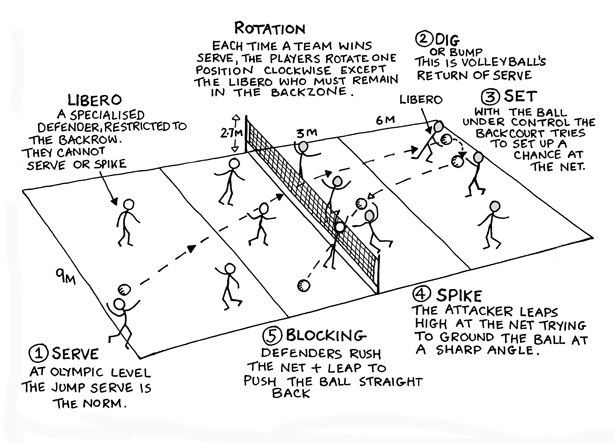 ROTATION
EACH TIME A TEAM WINS
SERVE, THE PLAYERS ROTATE ONE
POSITION CLOCKWISE EXCEPT
THE LIBERO WHO MUST REMAIN
IN THE BACKZONE.
② DIG
OR BUMP
THIS IS VOLLEYBALL'S
RETURN OF SERVE
LIBERO
A SPECIALISED
DEFENDER, RESTRICTED TO
THE BACKROW.
THEY CANNOT
SERVE OR SPIKE
2·7M
3M
6M
LIBERO
③ SET
WITH THE BALL
UNDER CONTROL THE
BACKCOURT TRIES
TO SET UP A
CHANCE AT
THE NET.
9M
① SERVE
AT OLYMPIC LEVEL
THE JUMP SERVE IS
THE NORM.
⑤ BLOCKING
DEFENDERS RUSH
THE NET + LEAP TO
PUSH THE BALL STRAIGHT
BACK
④ SPIKE
THE ATTACKER LEAPS
HIGH AT THE NET TRYING
TO GROUND THE BALL AT
A SHARP ANGLE.